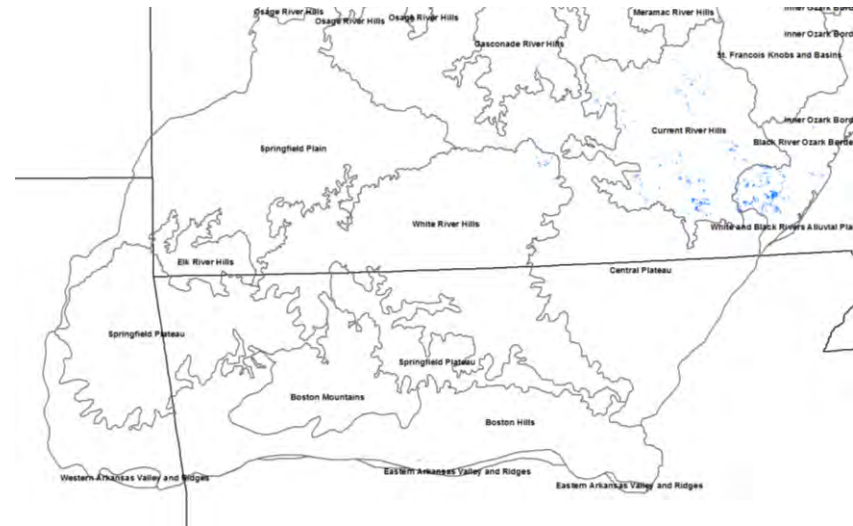 Osage River Hills
Osage River Hills
Osage River Hills
Meramac River Hills
Inner Ozark Bord
Gasconade River Hills
Inner Ozark Bord
St. Francois Knobs and Basins
Inner Ozark Bord
Current River Hills
Black River Ozark Borde
Springfield Plain
White River Hills
White and Black Rivers Alluvial Pla
Elk River Hills
Central Plateau
Springfield Plateau
Springfield Plateau
Boston Mountains
Boston Hills
Western Arkansas Valley and Ridges
Eastern Arkansas Valley and Ridges
Eastern Arkansas Valley and Ridges